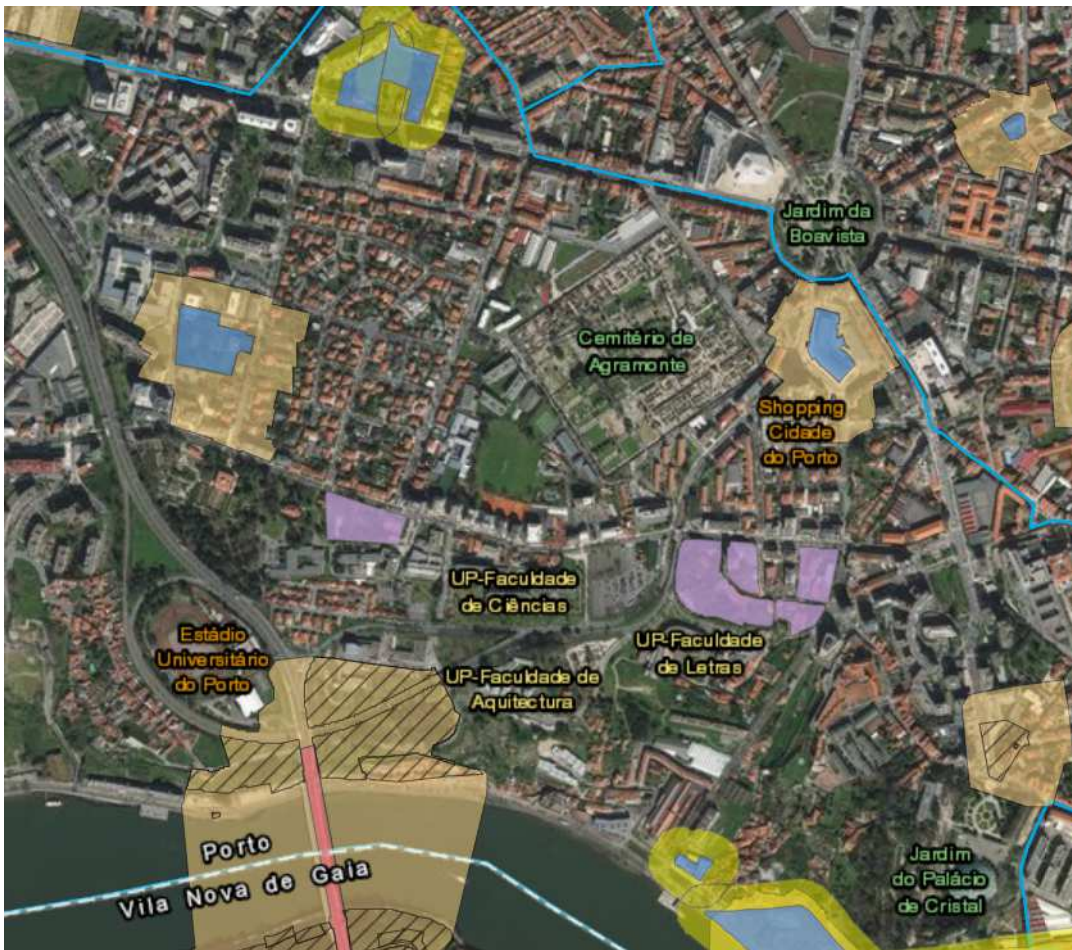 Jardim da
Boavista
Cemitério de
Agramonte
Shopping
Cidade
do Porto
UP-Faculdade
de Ciências
Estádio
Universitário
do Porto
UP-Faculdade
de Letras
UP-Faculdade de
Aquitectura
Porto
Vila Nova de Gaia
Jardim
do Palácio
de Cristal